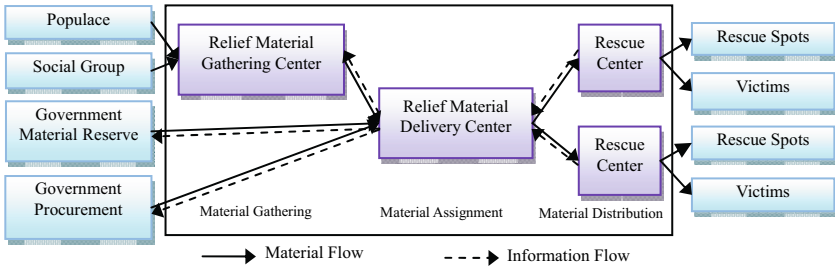 Populace
Social Group
Government
Material Reserve
Government
Procurement
Relief Material
Gathering Center
Relief Material
Delivery Center
Rescue
Center
Rescue
Center
Rescue Spots
Victims
Rescue Spots
Victims
Material Gathering
Material Assignment
Material Distribution
Material Flow
Information Flow